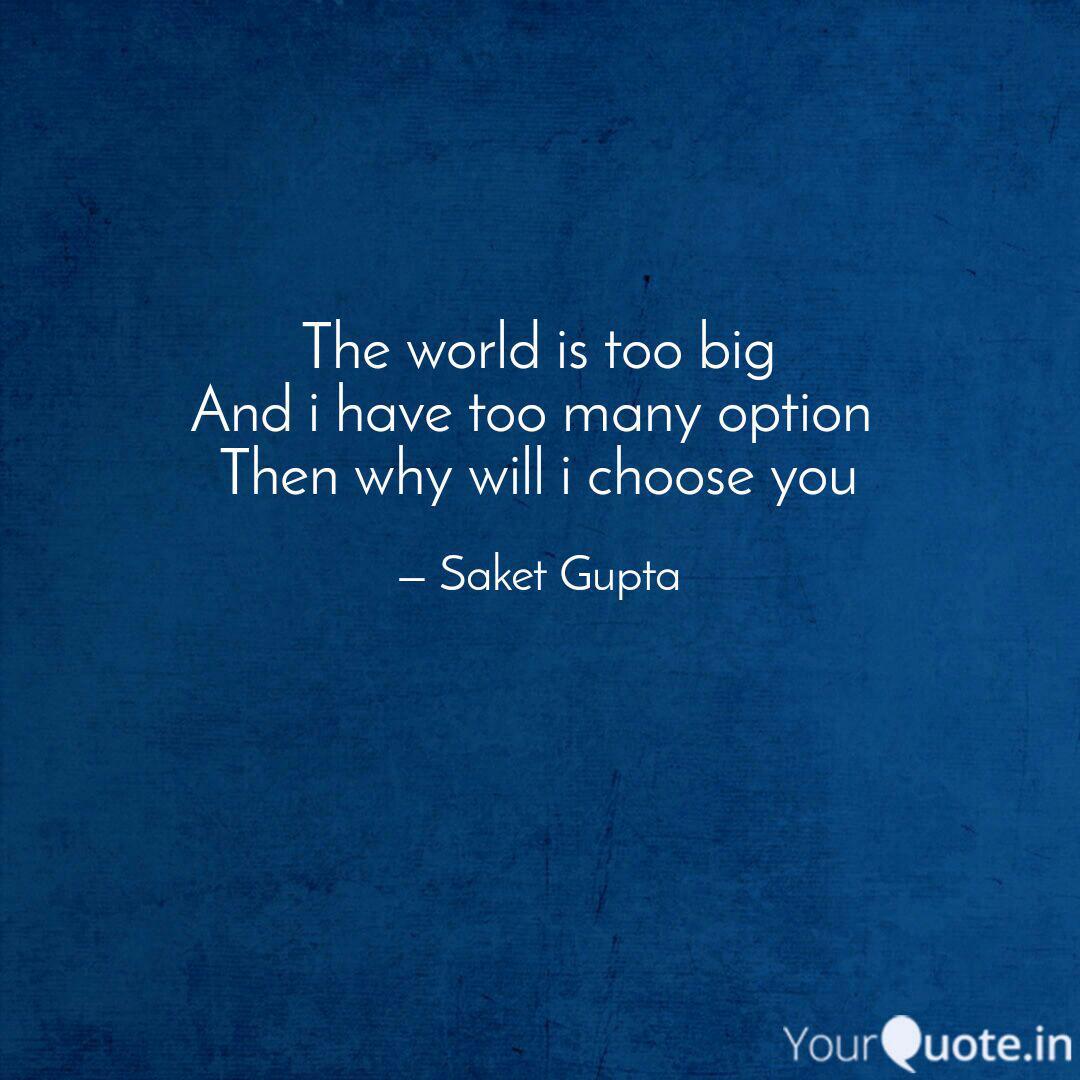 The world is too big
And i have too many option
Then why will i choose you
– Saket Gupta
YourQuote.in